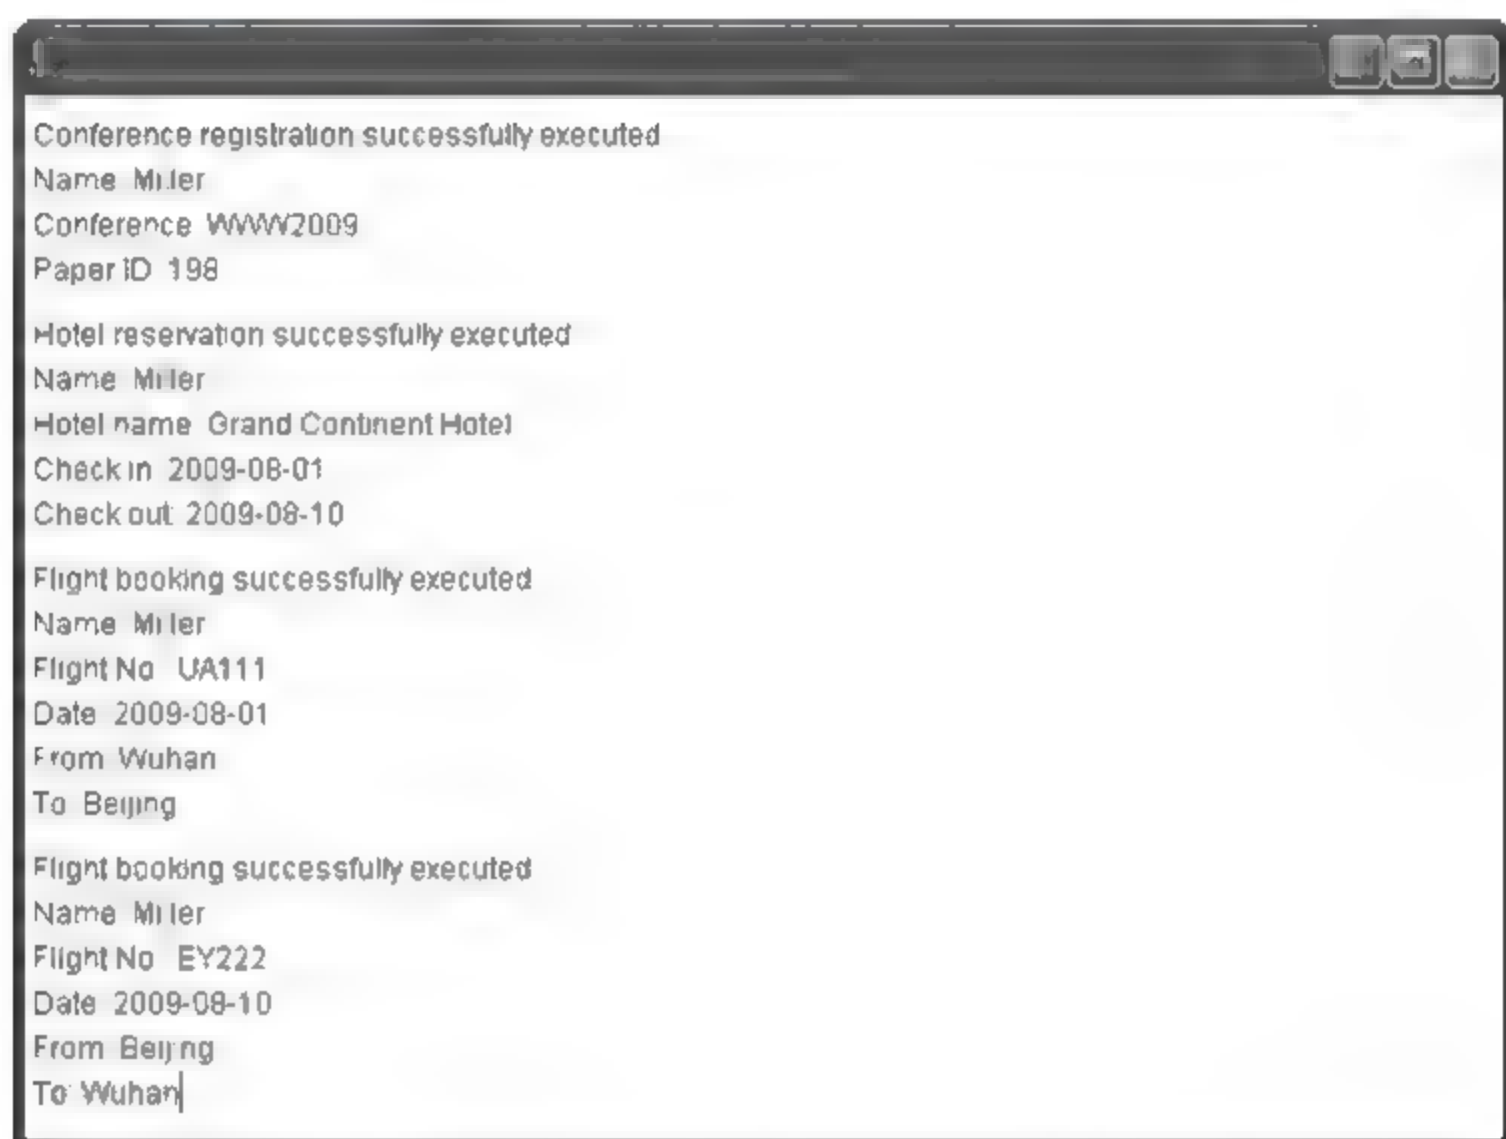 Conference registration successfully executed
Name Miller
Conference WWW2009
Paper ID 198
Hotel reservation successfully executed
Name Miller
Hotel name Grand Continent Hotel
Check in 2009-08-01
Check out 2009-08-10
Flight booking successfully executed
Name Miller
Flight No UA111
Date 2009-08-01
From Wuhan
To Beijing
Flight booking successfully executed
Name Miller
Flight No EY222
Date 2009-08-10
From Beijing
To Wuhan